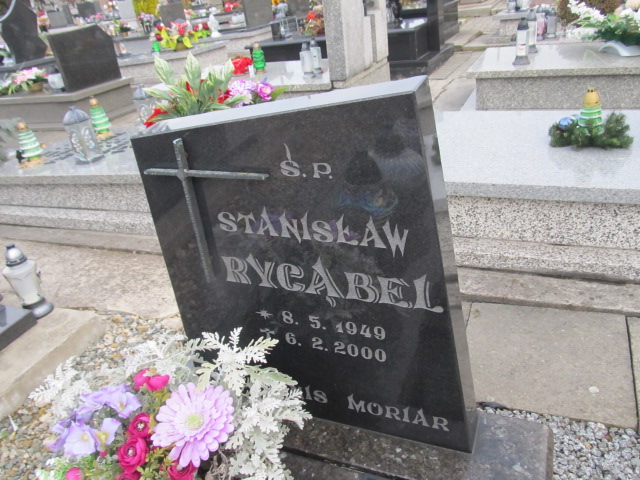 Ś.P.
STANISŁAW
RYCĄBEL
* 8.5.1949
† 6.2.2000
MORIAR